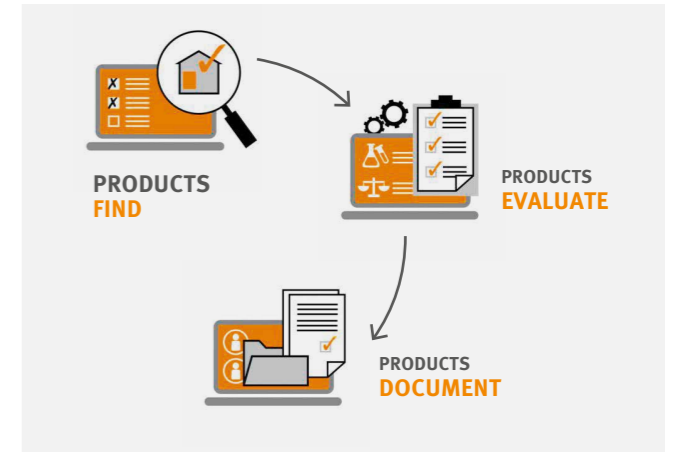 PRODUCTS
FIND
PRODUCTS
EVALUATE
PRODUCTS
DOCUMENT